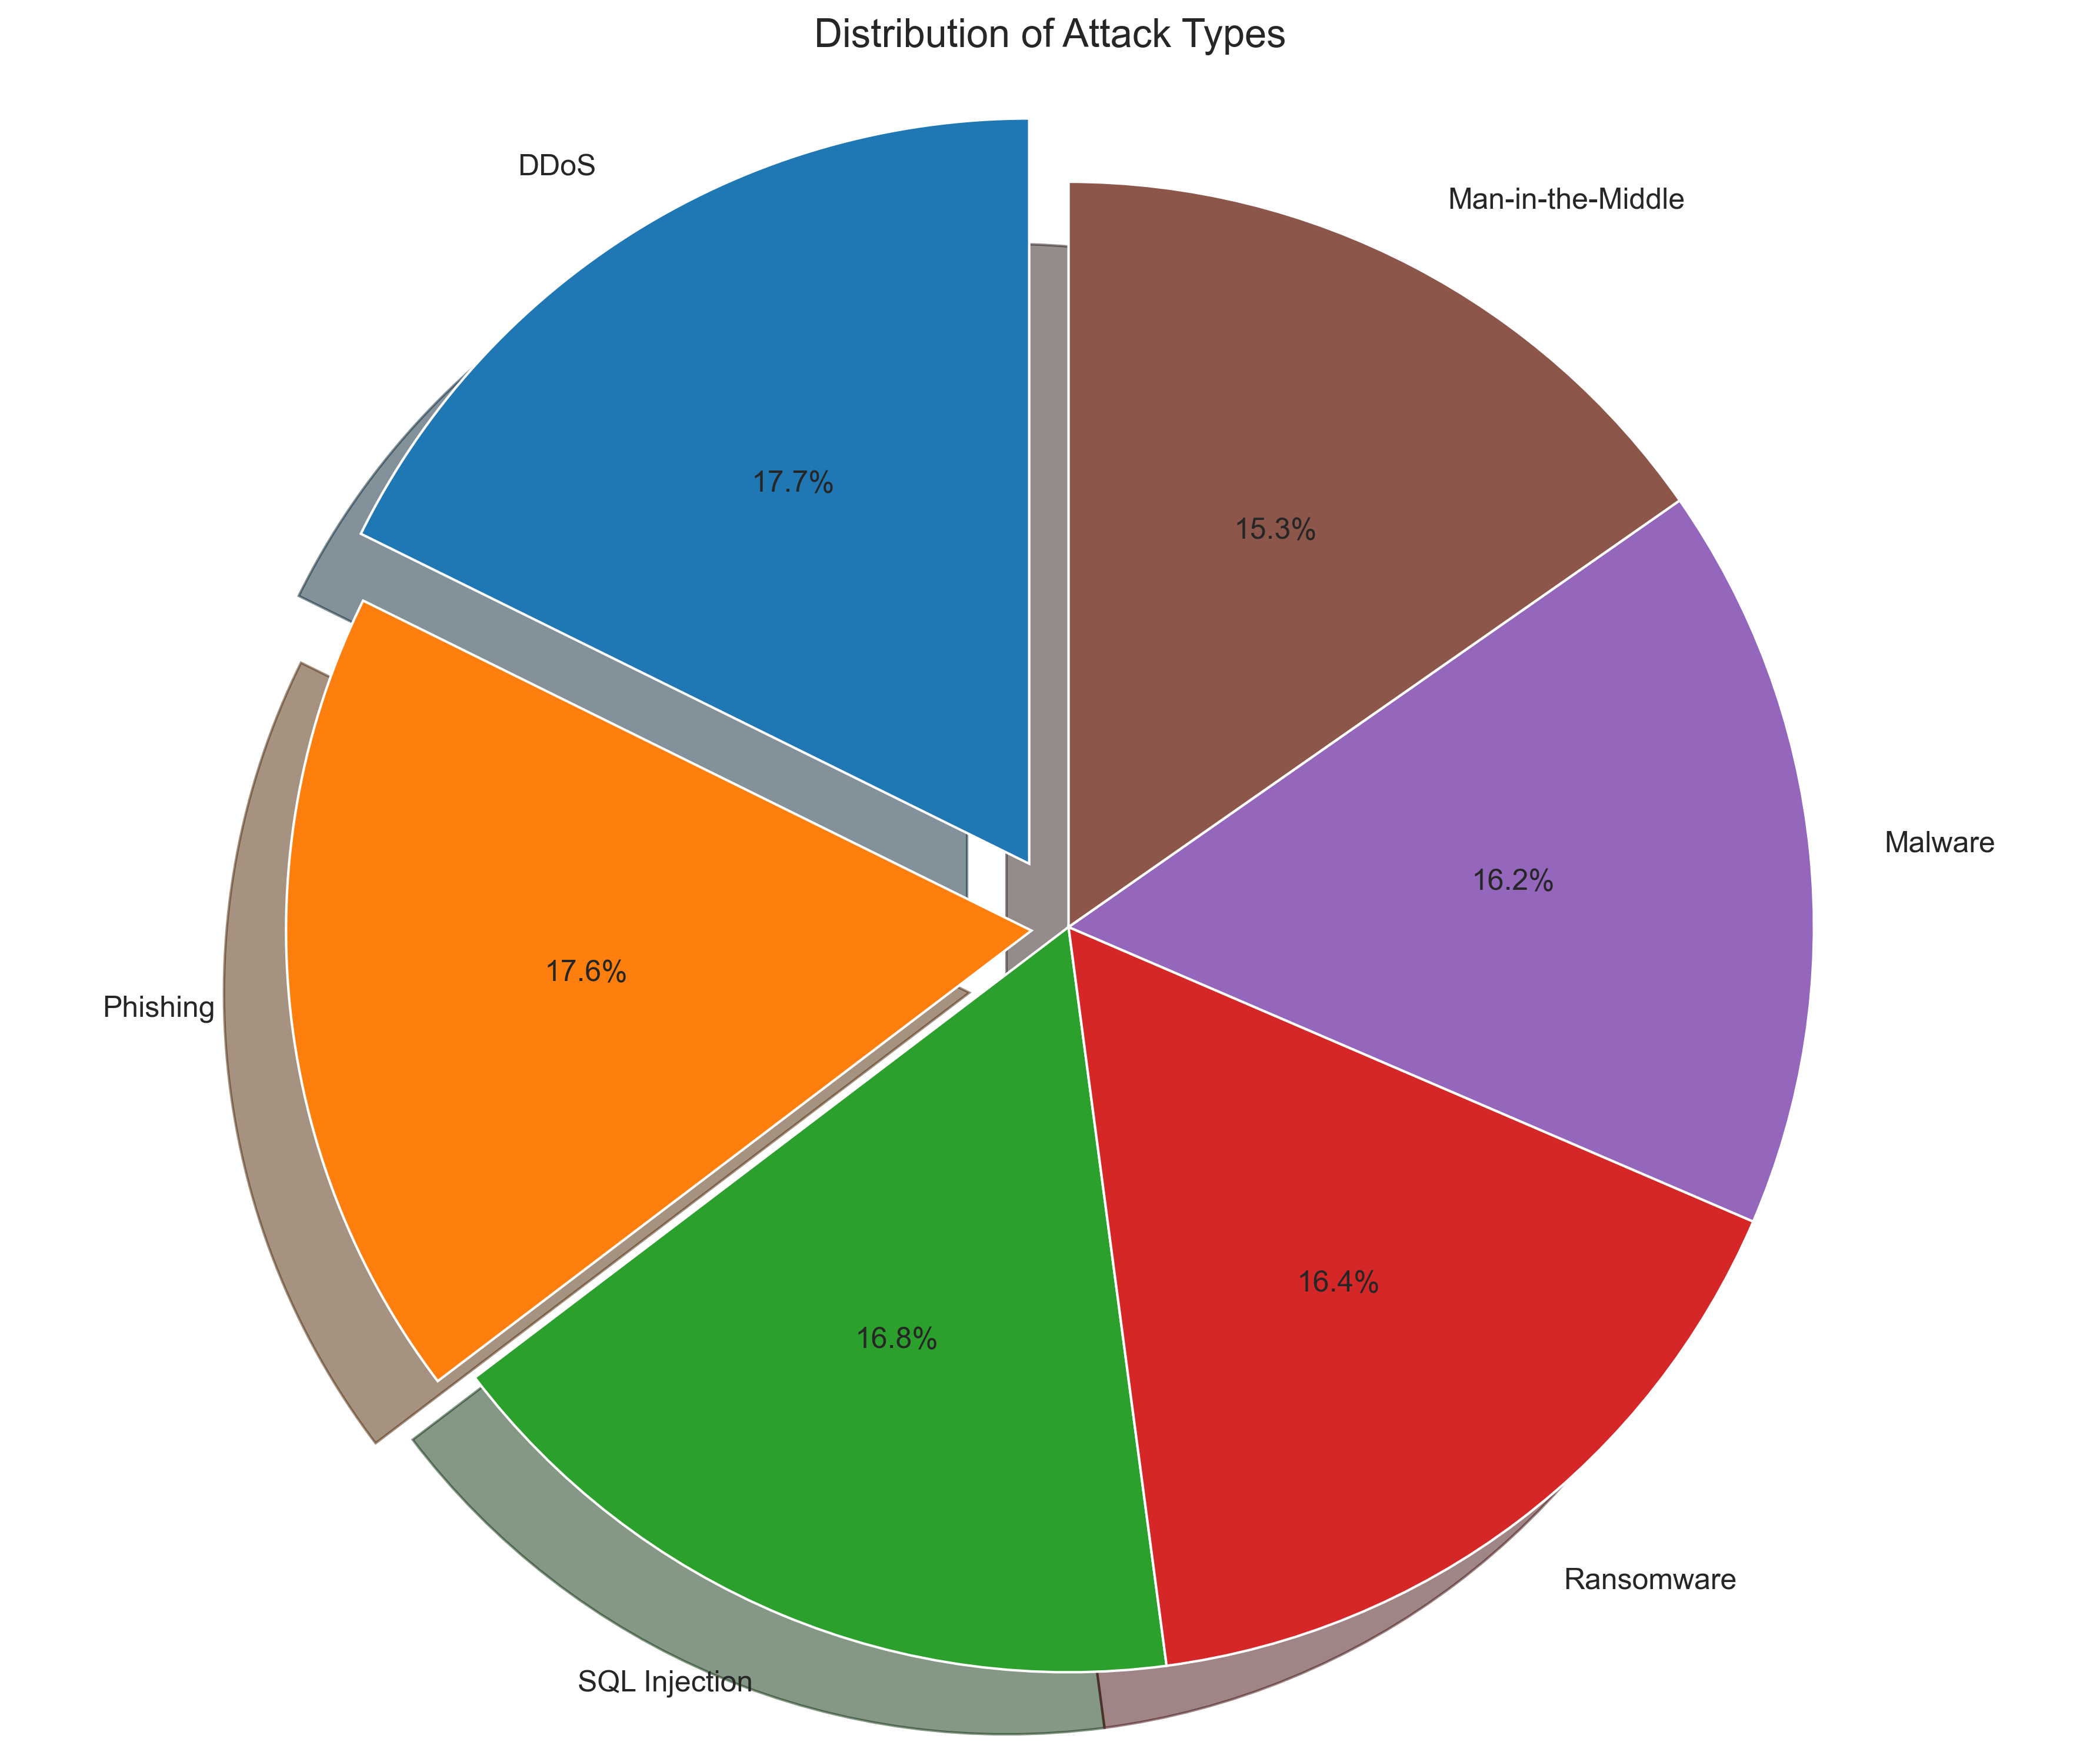 Distribution of Attack Types
DDoS
Man-in-the-Middle
17.7%
15.3%
Malware
16.2%
17.6%
Phishing
16.4%
16.8%
Ransomware
SQL Injection